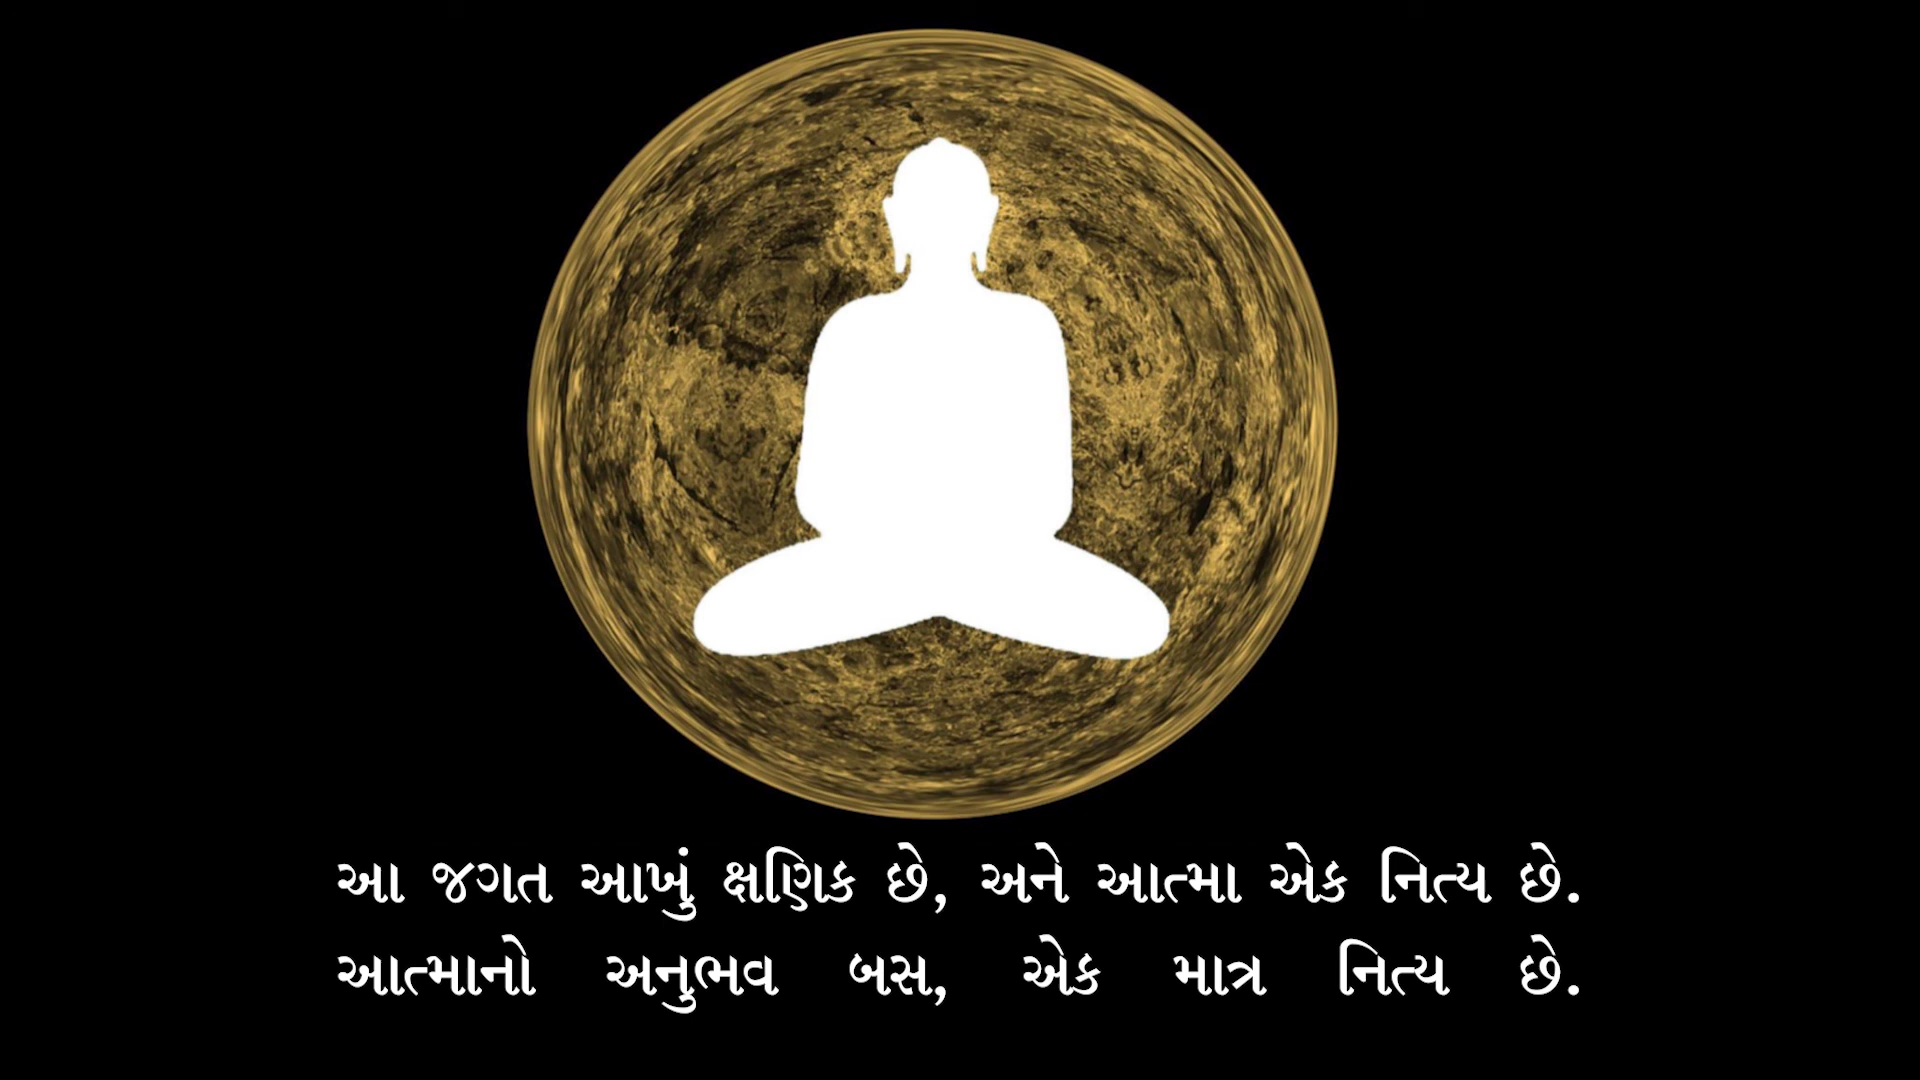 આ જગત આખું ક્ષણિક છે, અને આત્મા એક નિત્ય છે.
આત્માનો અનુભવ બસ, એક માત્ર નિત્ય છે.